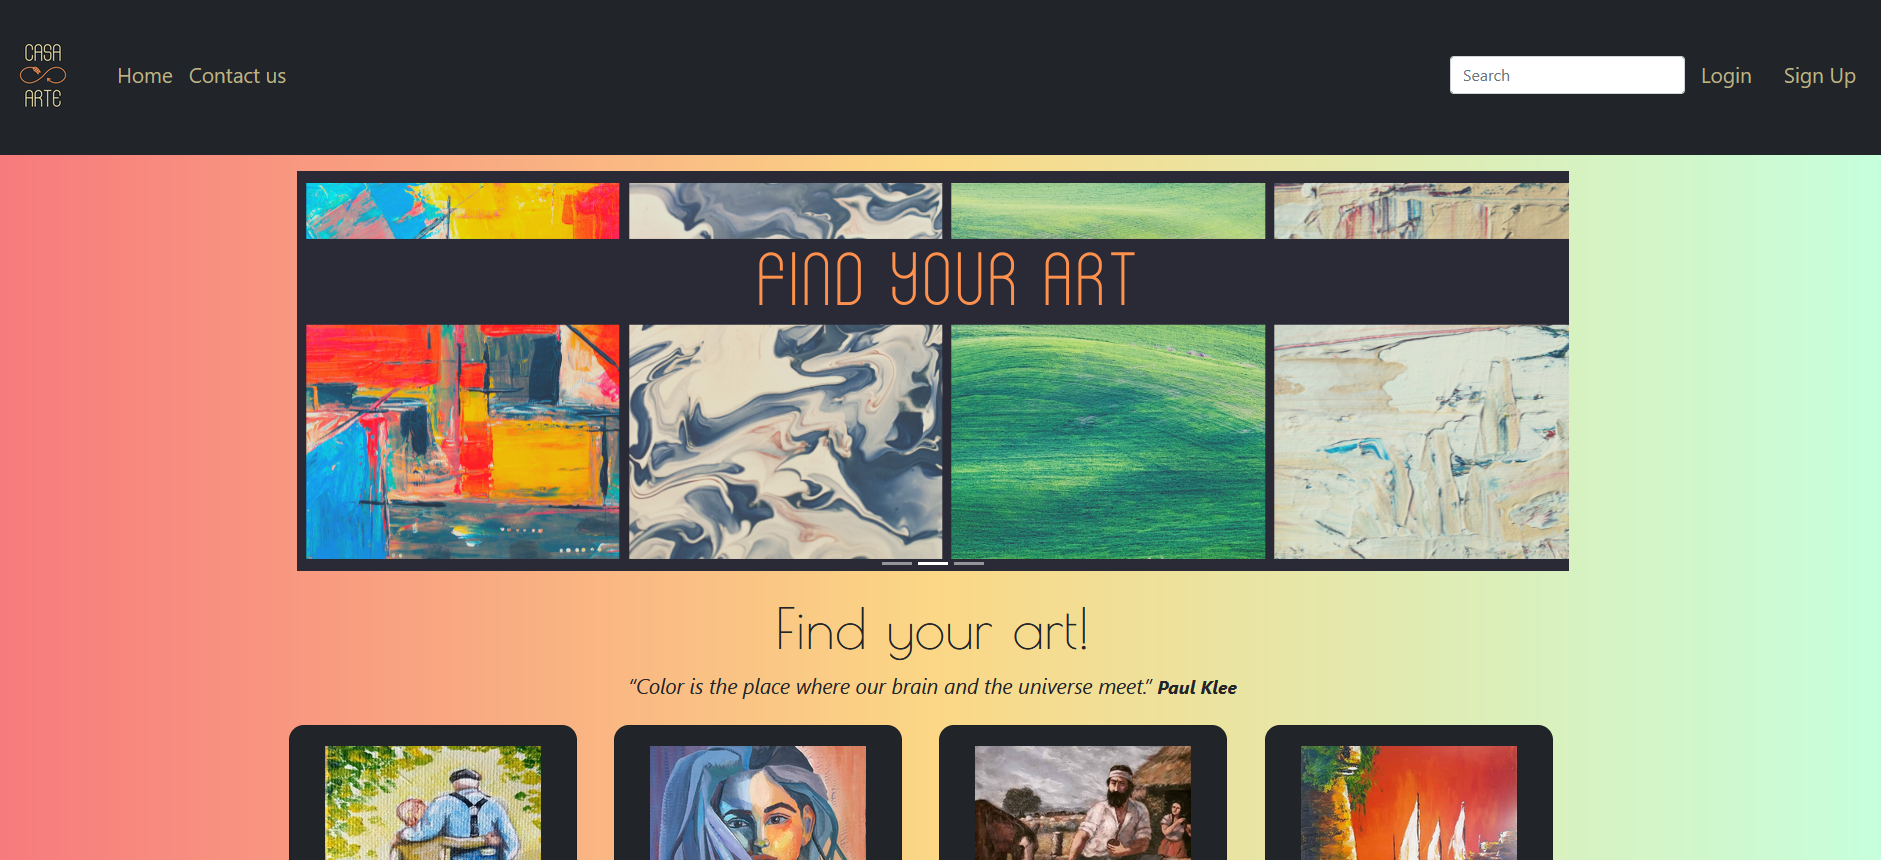 CASA
ARTE
Home
Contact us
Search
Login
Sign Up
FIND YOUR ART
Find your art!
“Color is the place where our brain and the universe meet.” Paul Klee